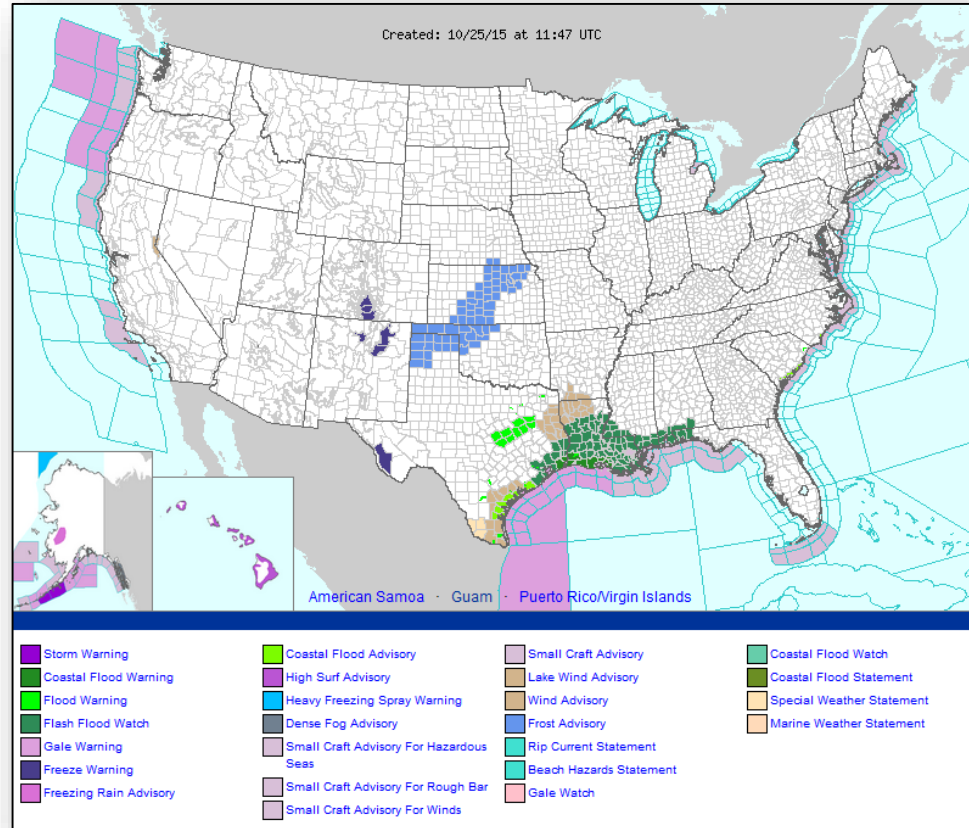 Created: 10/25/15 at 11:47 UTC
American Samoa · Guam · Puerto Rico/Virgin Islands
Storm Warning
Coastal Flood Warning
Flood Warning
Flash Flood Watch
Gale Warning
Freeze Warning
Freezing Rain Advisory
Coastal Flood Advisory
High Surf Advisory
Heavy Freezing Spray Warning
Dense Fog Advisory
Small Craft Advisory For Hazardous
Seas
Small Craft Advisory For Rough Bar
Small Craft Advisory For Winds
Small Craft Advisory
Lake Wind Advisory
Wind Advisory
Frost Advisory
Rip Current Statement
Beach Hazards Statement
Gale Watch
Coastal Flood Watch
Coastal Flood Statement
Special Weather Statement
Marine Weather Statement